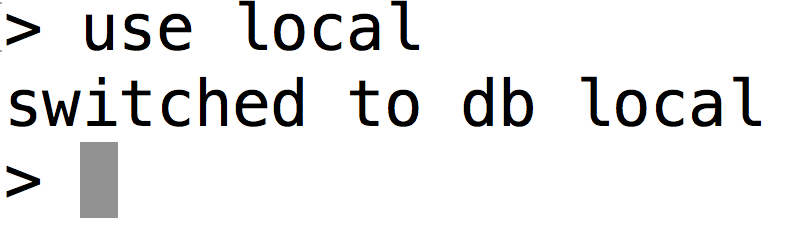 > use local
switched to db local
>